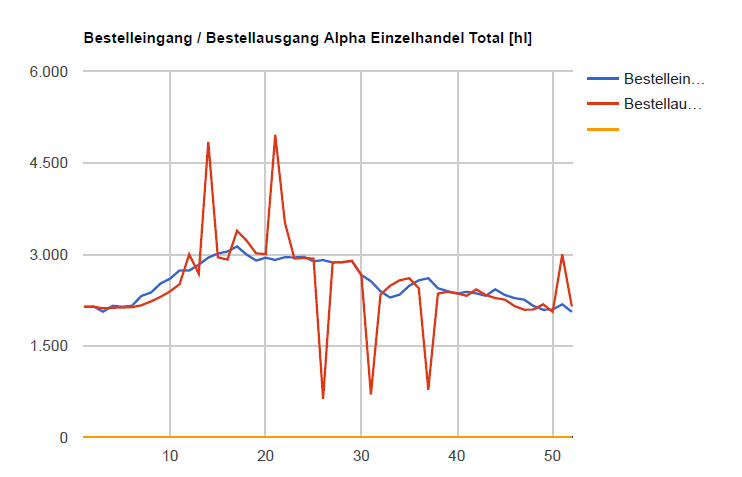 Bestelleingang / Bestellausgang Alpha Einzelhandel Total [hl]
6.000
4.500
3.000
1.500
0
10 20 30 40 50
Bestellein…
Bestellau…